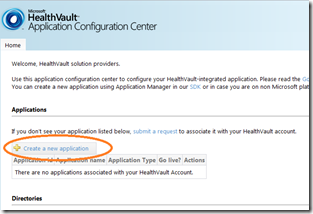 Microsoft
HealthVault
Application Configuration Center
Home
Welcome, HealthVault solution providers.
Use this application configuration center to configure your HealthVault-integrated application. Please read the Go
You can create a new application using Application Manager in our SDK or in case you are on non Microsoft plat
Applications
If you don't see your application listed below, submit a request to associate it with your HealthVault account.
Create a new application
Application Id Application Name Application Type Go live? Actions
There are no applications associated with your HealthVault Account.
Directories